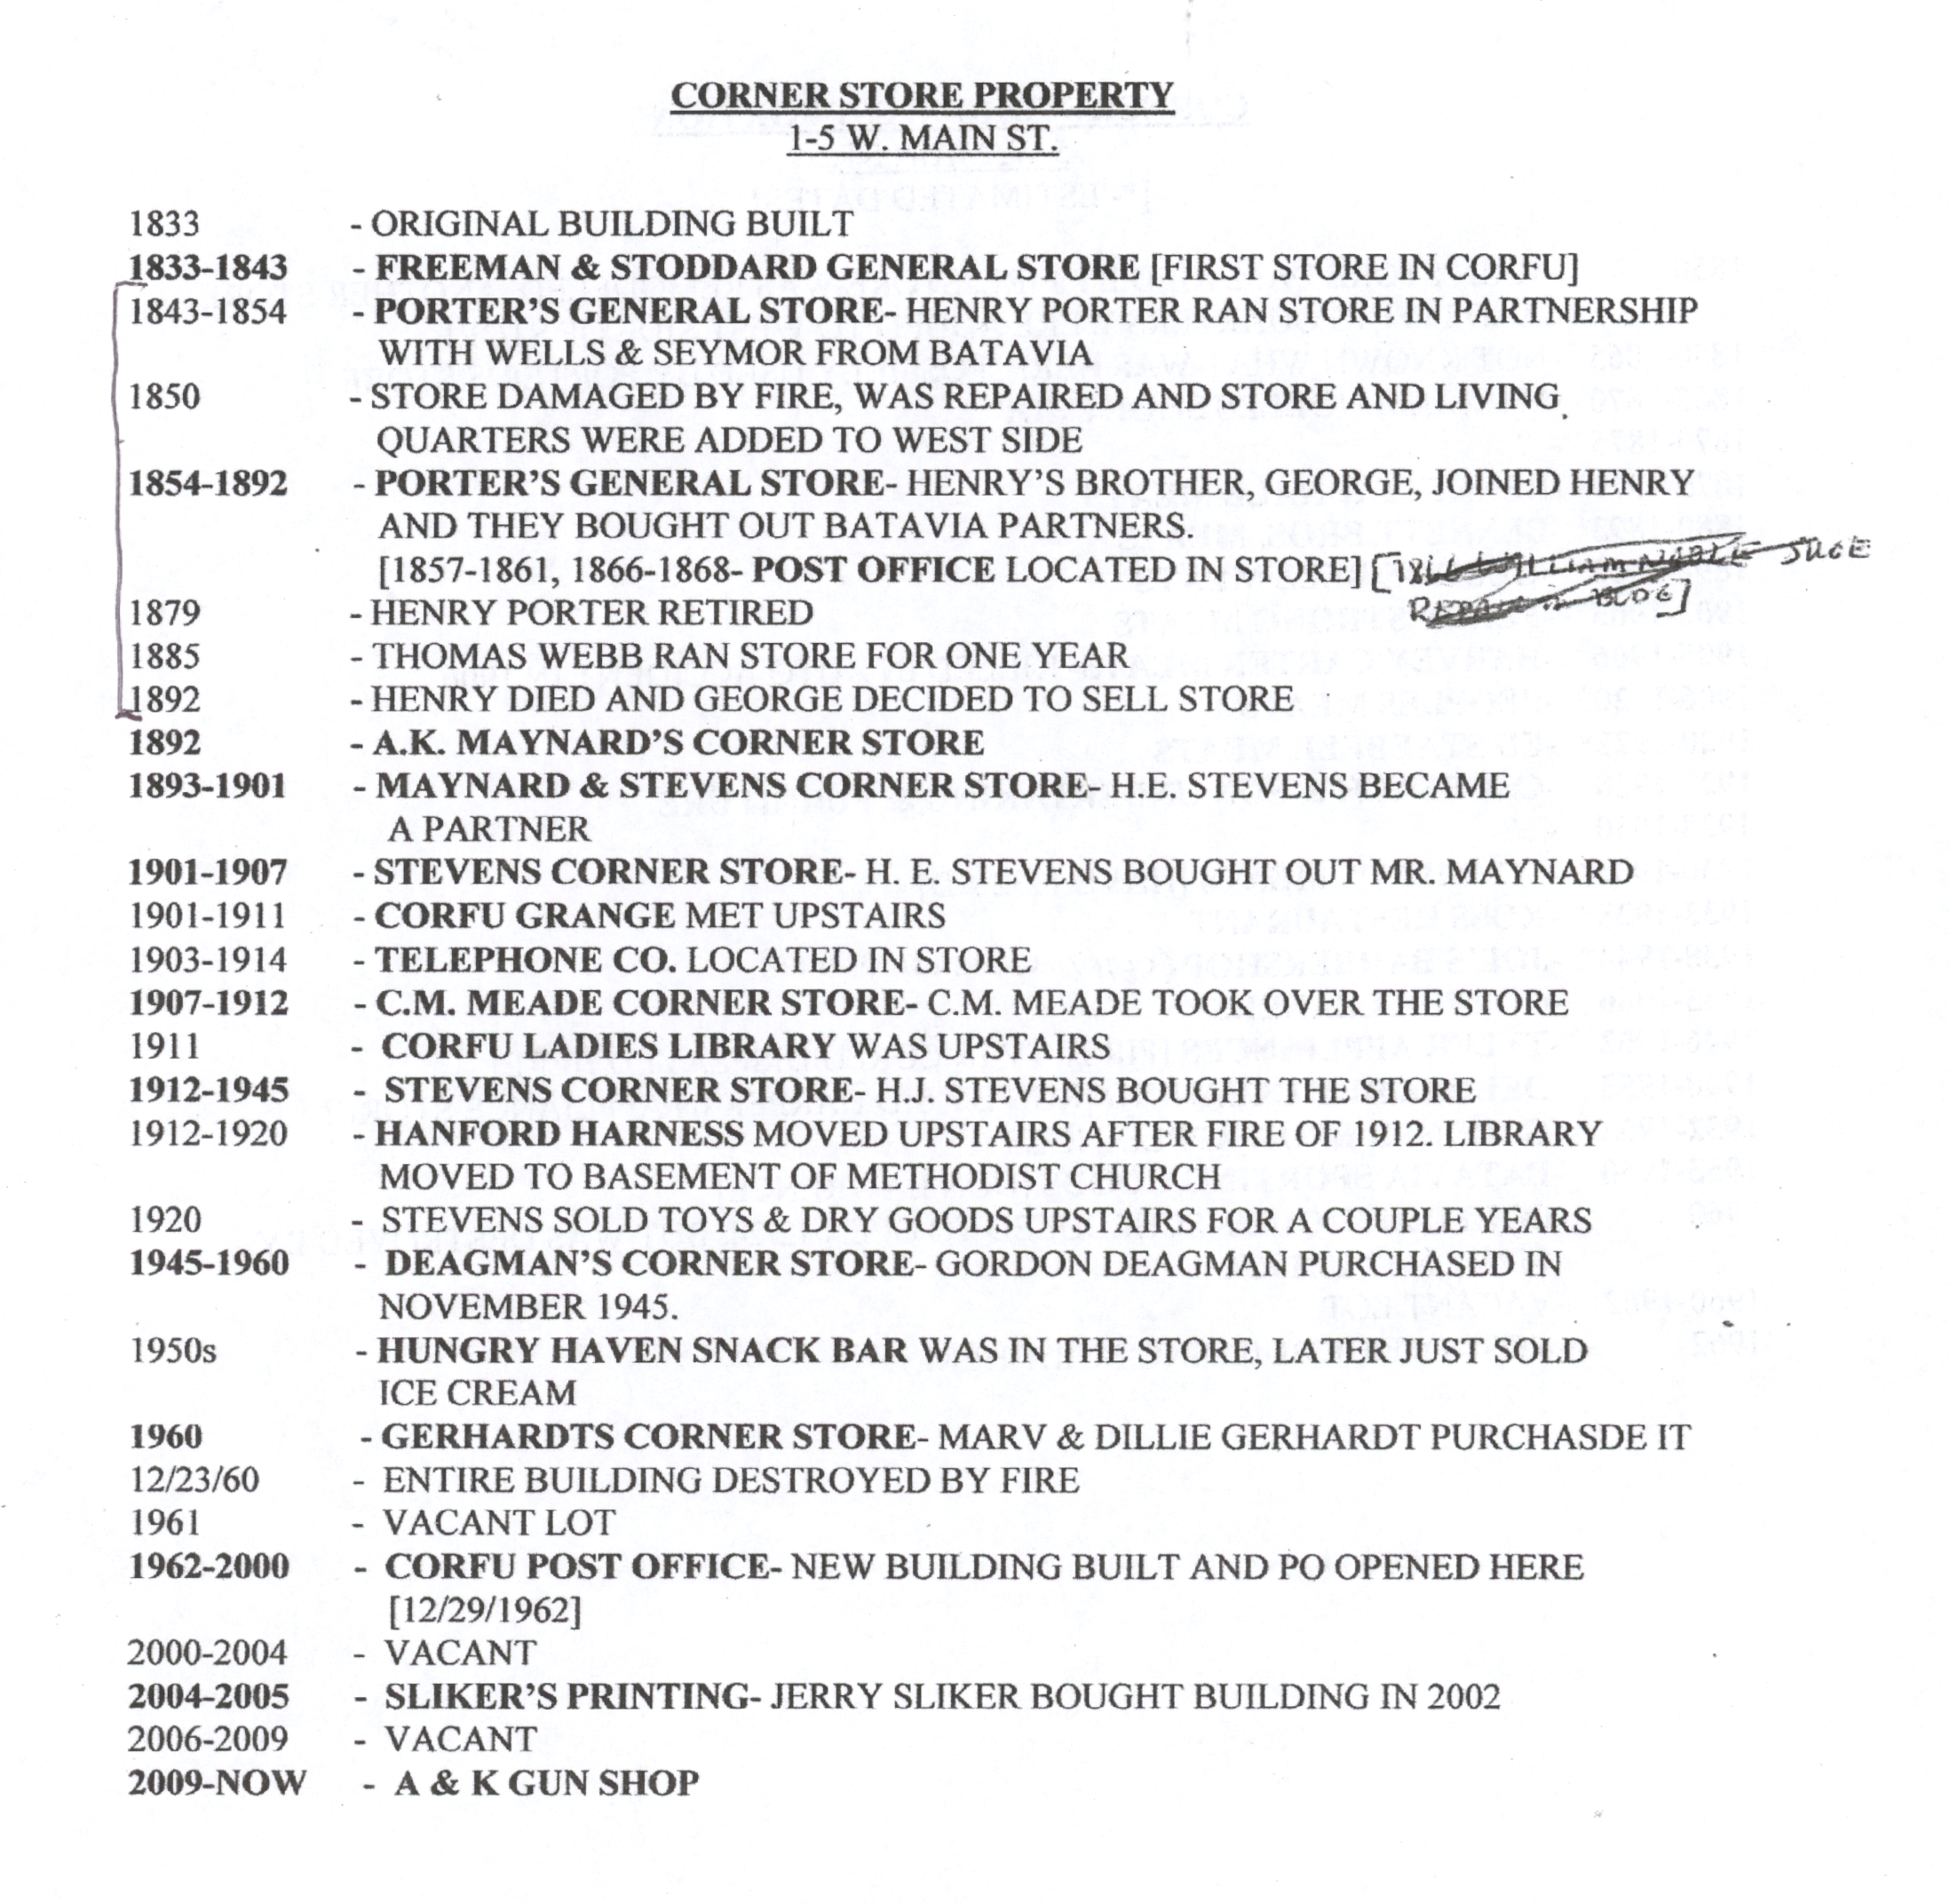 CORNER STORE PROPERTY
1-5 W. MAIN ST.
1833 - ORIGINAL BUILDING BUILT
1833-1843 - FREEMAN & STODDARD GENERAL STORE [FIRST STORE IN CORFU]
1843-1854 - PORTER'S GENERAL STORE- HENRY PORTER RAN STORE IN PARTNERSHIP
WITH WELLS & SEYMOR FROM BATAVIA
1850 - STORE DAMAGED BY FIRE, WAS REPAIRED AND STORE AND LIVING
QUARTERS WERE ADDED TO WEST SIDE
1854-1892 - PORTER'S GENERAL STORE- HENRY'S BROTHER, GEORGE, JOINED HENRY
AND THEY BOUGHT OUT BATAVIA PARTNERS.
[1857-1861, 1866-1868- POST OFFICE LOCATED IN STORE] [1866 WILLIAM NOBLE SHOE
REPAIR IN BLDG]
1879 - HENRY PORTER RETIRED
1885 - THOMAS WEBB RAN STORE FOR ONE YEAR
1892 - HENRY DIED AND GEORGE DECIDED TO SELL STORE
1892 - A.K. MAYNARD'S CORNER STORE
1893-1901 - MAYNARD & STEVENS CORNER STORE- H.E. STEVENS BECAME
A PARTNER
1901-1907 - STEVENS CORNER STORE- H. E. STEVENS BOUGHT OUT MR. MAYNARD
1901-1911 - CORFU GRANGE MET UPSTAIRS
1903-1914 - TELEPHONE CO. LOCATED IN STORE
1907-1912 - C.M. MEADE CORNER STORE- C.M. MEADE TOOK OVER THE STORE
1911 - CORFU LADIES LIBRARY WAS UPSTAIRS
1912-1945 - STEVENS CORNER STORE- H.J. STEVENS BOUGHT THE STORE
1912-1920 - HANFORD HARNESS MOVED UPSTAIRS AFTER FIRE OF 1912. LIBRARY
MOVED TO BASEMENT OF METHODIST CHURCH
1920 - STEVENS SOLD TOYS & DRY GOODS UPSTAIRS FOR A COUPLE YEARS
1945-1960 - DEAGMAN'S CORNER STORE- GORDON DEAGMAN PURCHASED IN
NOVEMBER 1945.
1950s - HUNGRY HAVEN SNACK BAR WAS IN THE STORE, LATER JUST SOLD
ICE CREAM
1960 - GERHARDTS CORNER STORE- MARV & DILLIE GERHARDT PURCHASDE IT
12/23/60 - ENTIRE BUILDING DESTROYED BY FIRE
1961 - VACANT LOT
1962-2000 - CORFU POST OFFICE- NEW BUILDING BUILT AND PO OPENED HERE
[12/29/1962]
2000-2004 - VACANT
2004-2005 - SLIKER'S PRINTING- JERRY SLIKER BOUGHT BUILDING IN 2002
2006-2009 - VACANT
2009-NOW - A & K GUN SHOP